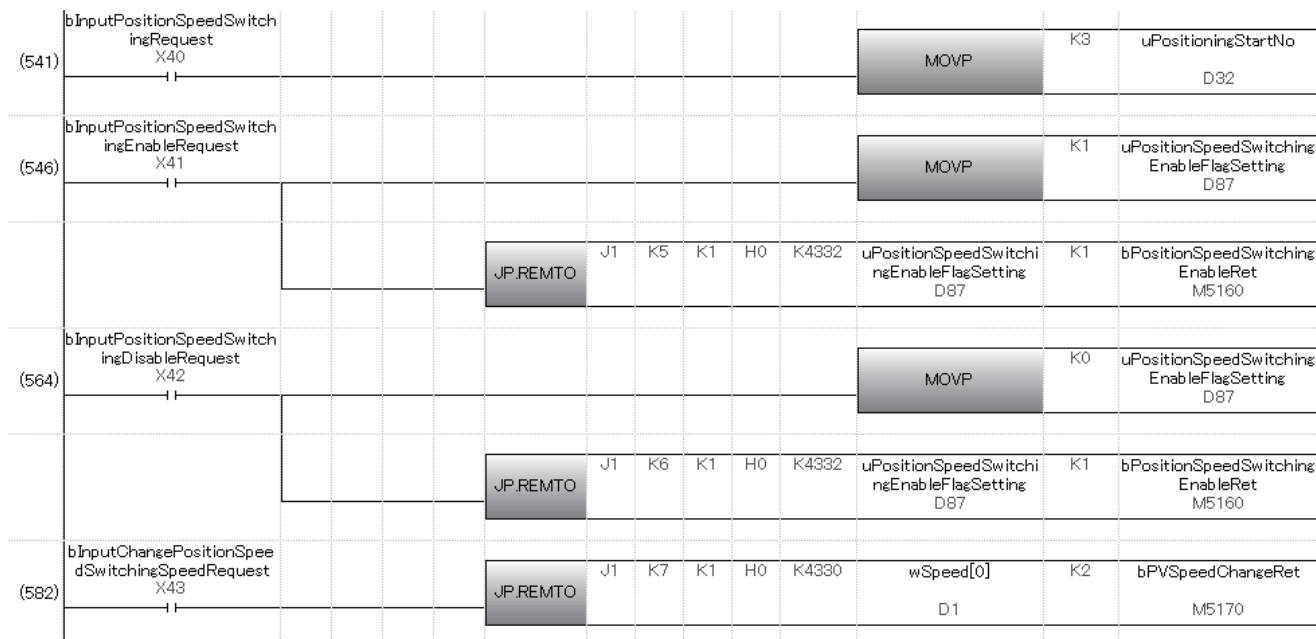 bInputPositionSpeedSwitch
ingRequest
(541) X40 MOVP K3 uPositioningStartNo
D32
bInputPositionSpeedSwitch
ingEnableRequest
(546) X41 MOVP K1 uPositionSpeedSwitching
EnableFlagSetting
D87
JP.REMTO J1 K5 K1 H0 K4332 uPositionSpeedSwitchi
ngEnableFlagSetting
D87
K1 bPositionSpeedSwitching
EnableRet
M5160
bInputPositionSpeedSwitch
ingDisableRequest
(564) X42 MOVP K0 uPositionSpeedSwitching
EnableFlagSetting
D87
JP.REMTO J1 K6 K1 H0 K4332 uPositionSpeedSwitchi
ngEnableFlagSetting
D87
K1 bPositionSpeedSwitching
EnableRet
M5160
bInputChangePositionSpee
dSwitchingSpeedRequest
(582) X43 JP.REMTO J1 K7 K1 H0 K4330 wSpeed[0] K2 bPVSpeedChangeRet
D1 M5170